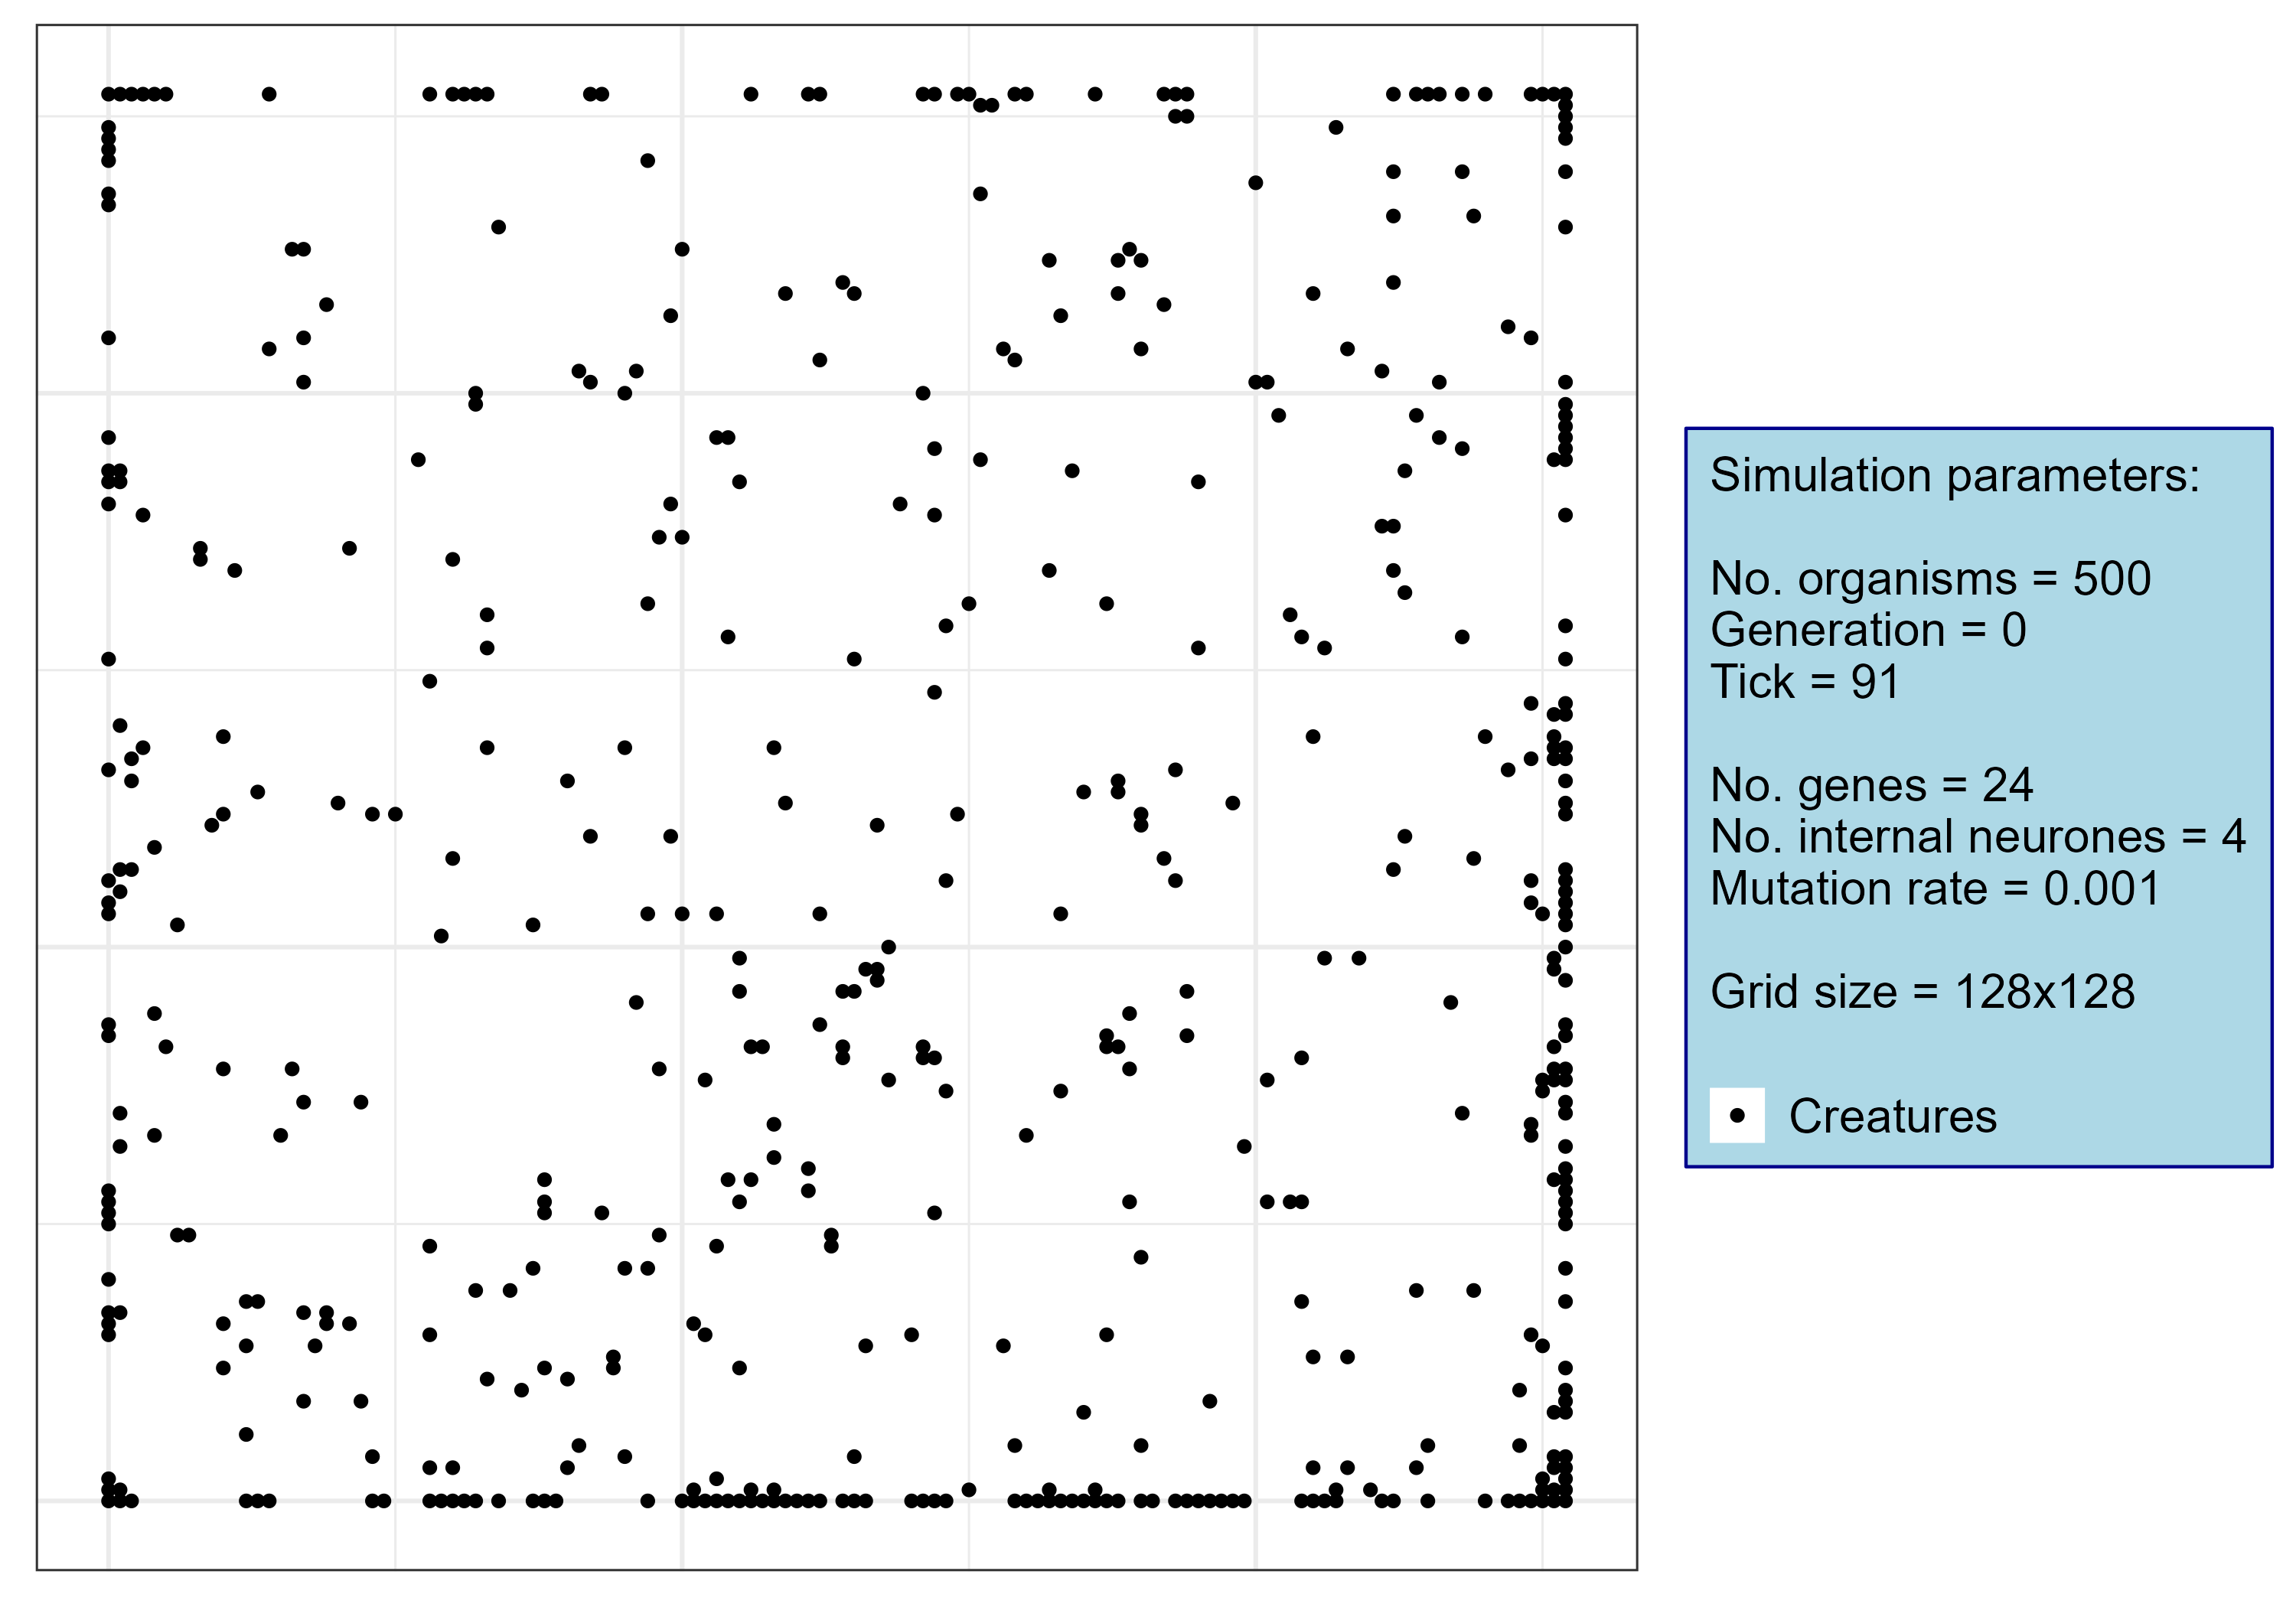 Simulation parameters:
No. organisms = 500
Generation = 0
Tick = 91
No. genes = 24
No. internal neurones = 4
Mutation rate = 0.001
Grid size = 128x128
Creatures